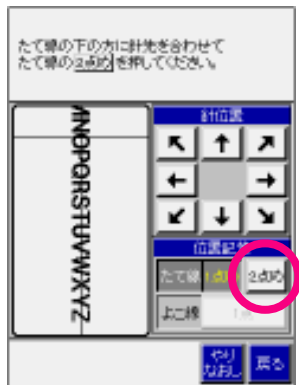 たて線の下の方に針先を合わせて
たて線の2点めを押してください。
MNOPQRSTUVWXYZ
針位置
位置記憶
たて線 1点め 2点め
よこ線
やり
なおし
戻る